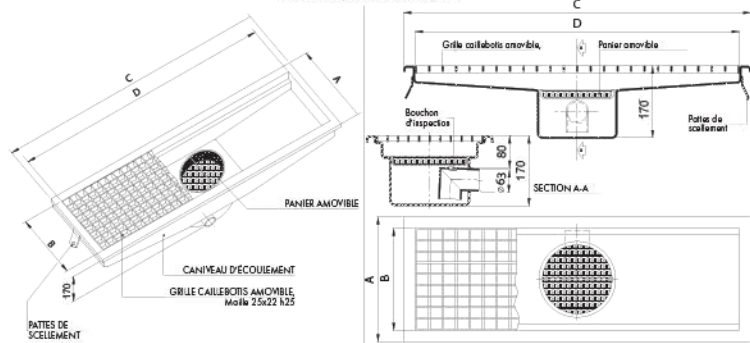 C
D
A
PANIER AMOVIBLE
B
CANIVEAU D'ÉCOULEMENT
170
GRILLE CAILLEBOTIS AMOVIBLE,
Maille 25x22 h25
PATTES DE
SCELLEMENT
C
D
Grille caillebotis amovible,
Panier amovible
170
Pattes de
scellement
Bouchon
d'inspection
80
170
ø63
SECTION A-A
A
B